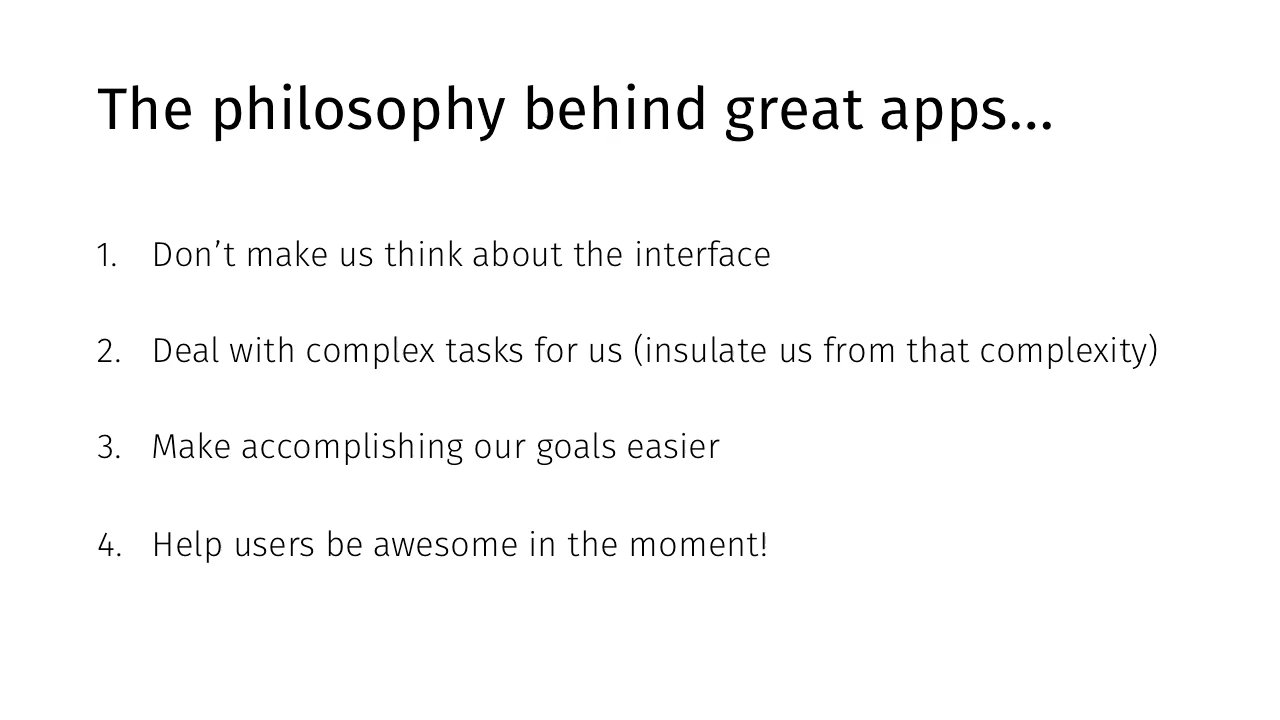 The philosophy behind great apps...
1. Don’t make us think about the interface
2. Deal with complex tasks for us (insulate us from that complexity)
3. Make accomplishing our goals easier
4. Help users be awesome in the moment!